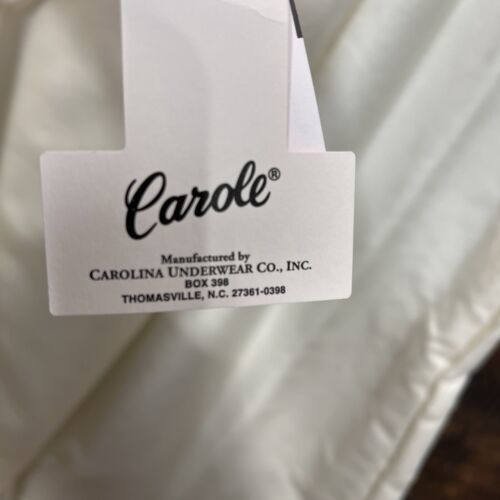 Carole®
Manufactured by
CAROLINA UNDERWEAR CO., INC.
BOX 398
THOMASVILLE, N.C. 27361-0398